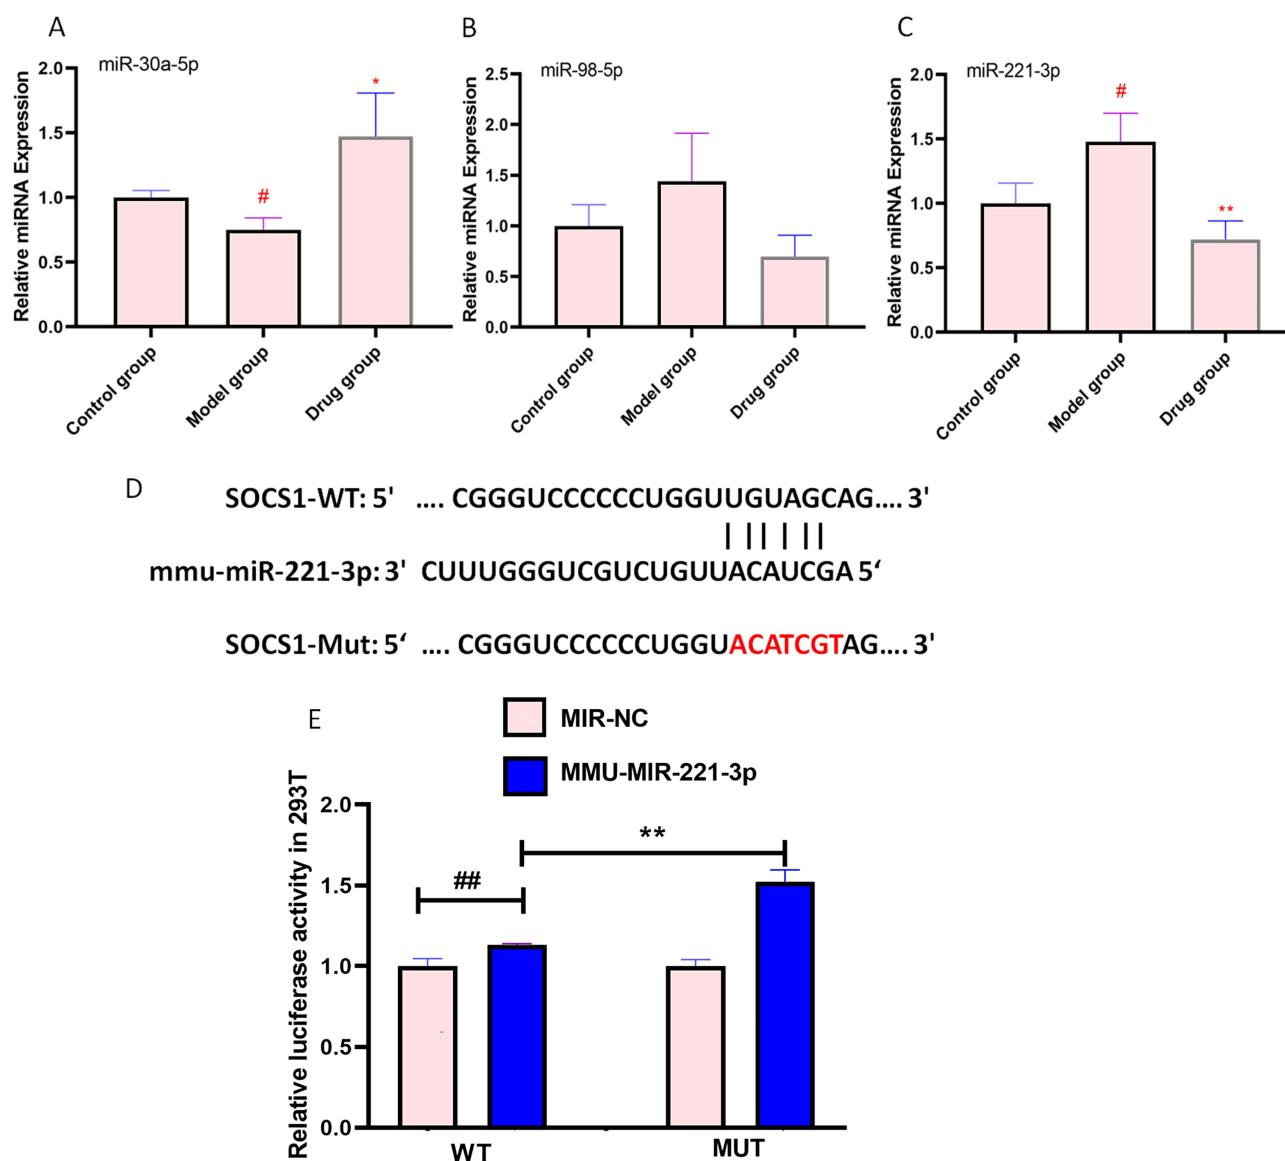 A
miR-30a-5p
Relative miRNA Expression
2.0
1.5
1.0
0.5
0.0
*
#
Control group
Model group
Drug group
B
miR-98-5p
Relative miRNA Expression
2.5
2.0
1.5
1.0
0.5
0.0
Control group
Model group
Drug group
C
miR-221-3p
Relative miRNA Expression
2.0
1.5
1.0
0.5
0.0
#
**
Control group
Model group
Drug group
D
SOCS1-WT: 5' .... CGGGUCCCCCCUGGUUGUAGCAG.... 3'
mmu-miR-221-3p: 3' CUUUGGGUCGUCUGUUACAUCGA 5‘
SOCS1-Mut: 5‘ .... CGGGUCCCCCCUGGUACATCGTAG.... 3'
E
MIR-NC
MMU-MIR-221-3p
Relative luciferase activity in 293T
2.0
1.5
1.0
0.5
0.0
##
**
WT
MUT